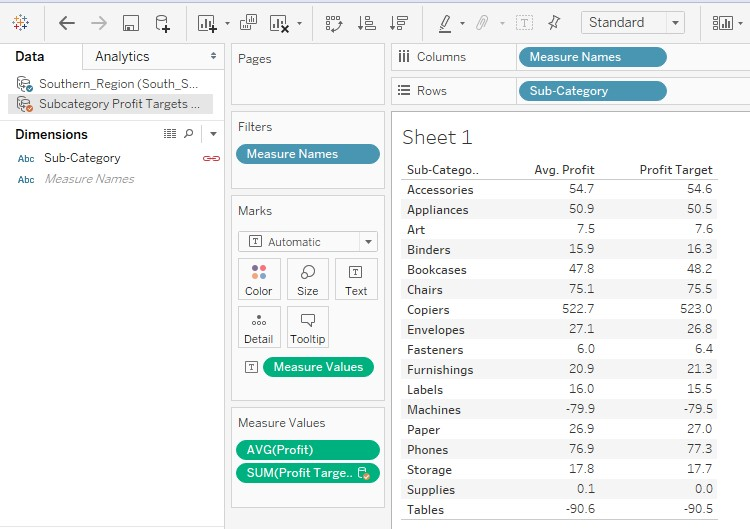 Standard
Data
Analytics
Southern_Region (South_S...
Subcategory Profit Targets ...
Dimensions
Abc Sub-Category
Abc Measure Names
Pages
Filters
Measure Names
Marks
T Automatic
Color Size Text
Detail Tooltip
T Measure Values
Measure Values
AVG(Profit)
SUM(Profit Targe..
Columns Measure Names
Rows Sub-Category
Sheet 1
Sub-Catego.. Avg. Profit Profit Target
Accessories 54.7 54.6
Appliances 50.9 50.5
Art 7.5 7.6
Binders 15.9 16.3
Bookcases 47.8 48.2
Chairs 75.1 75.5
Copiers 522.7 523.0
Envelopes 27.1 26.8
Fasteners 6.0 6.4
Furnishings 20.9 21.3
Labels 16.0 15.5
Machines -79.9 -79.5
Paper 26.9 27.0
Phones 76.9 77.3
Storage 17.8 17.7
Supplies 0.1 0.0
Tables -90.6 -90.5